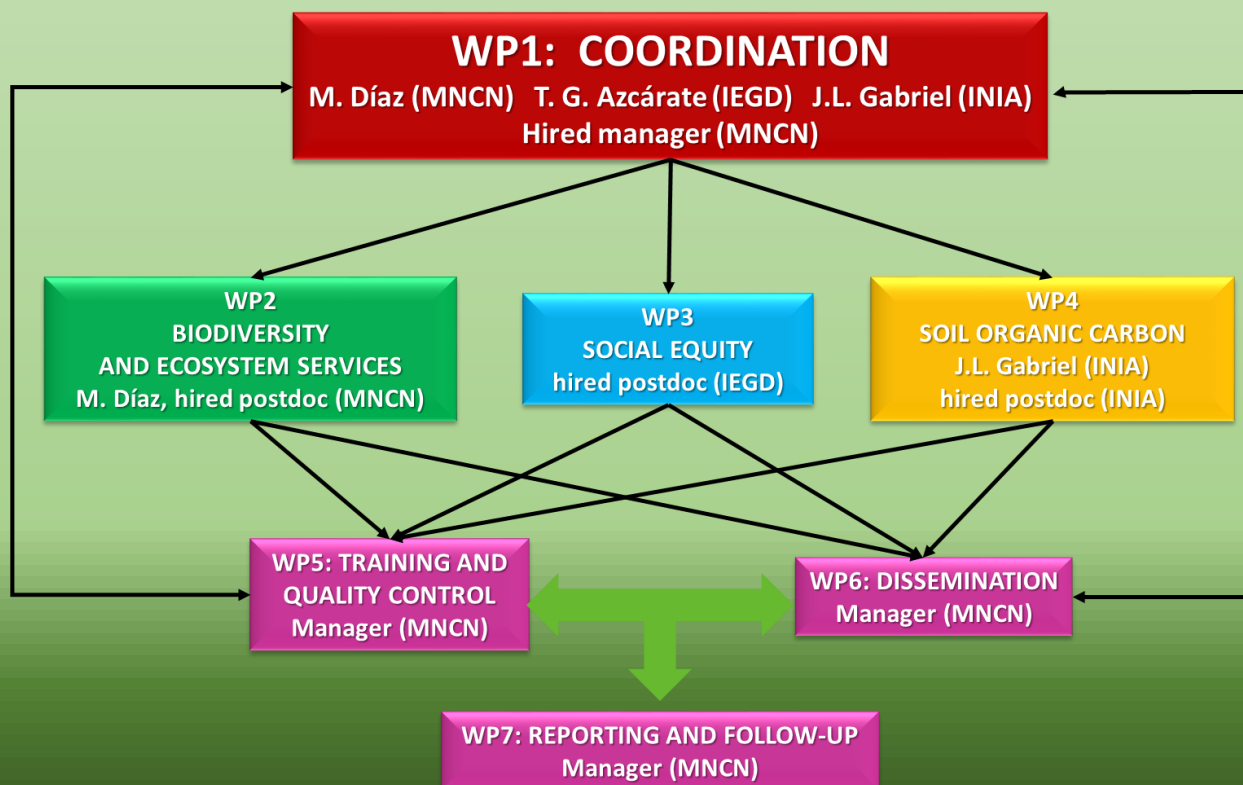 WP1: COORDINATION
M. Díaz (MNCN) T. G. Azcárate (IEGD) J.L. Gabriel (INIA)
Hired manager (MNCN)
WP2
BIODIVERSITY
AND ECOSYSTEM SERVICES
M. Díaz, hired postdoc (MNCN)
WP3
SOCIAL EQUITY
hired postdoc (IEGD)
WP4
SOIL ORGANIC CARBON
J.L. Gabriel (INIA)
hired postdoc (INIA)
WP5: TRAINING AND
QUALITY CONTROL
Manager (MNCN)
WP6: DISSEMINATION
Manager (MNCN)
WP7: REPORTING AND FOLLOW-UP
Manager (MNCN)